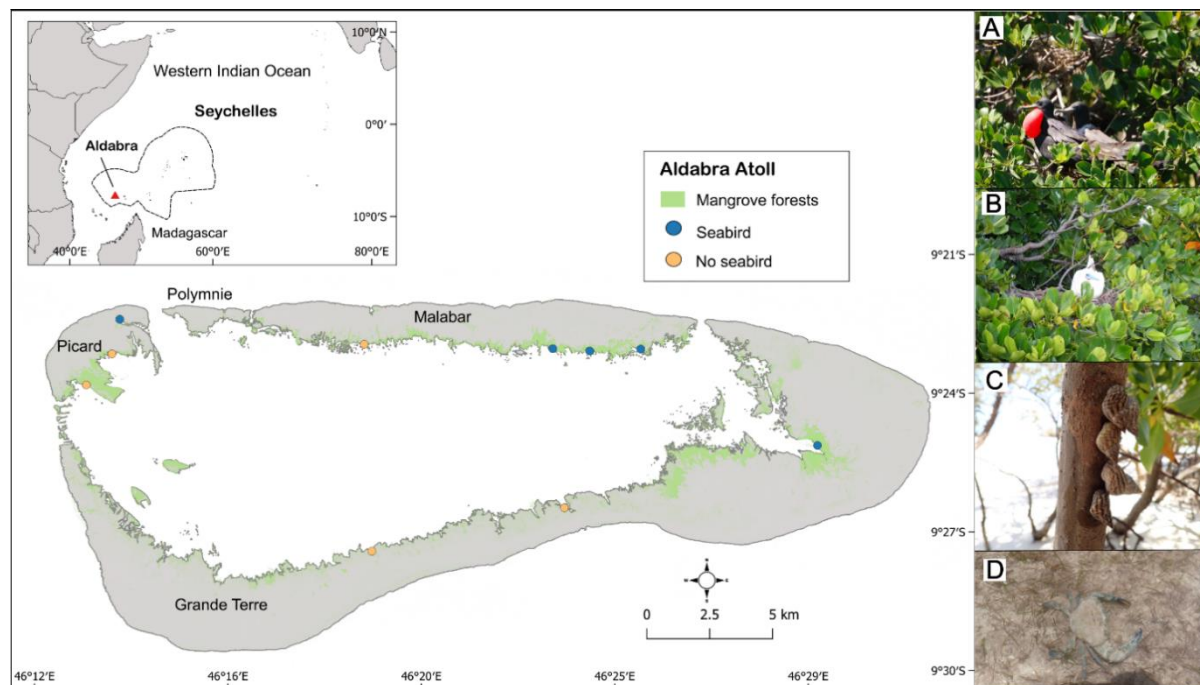 10°0'N
Western Indian Ocean
Seychelles
0°0'
Aldabra
10°0'S
Madagascar
40°0'E
60°0'E
80°0'E
Aldabra Atoll
Mangrove forests
Seabird
No seabird
9°21'S
Polymnie
Malabar
Picard
9°24'S
9°27'S
Grande Terre
0
2.5
5 km
9°30'S
46°12'E
46°16'E
46°20'E
46°25'E
46°29'E
A
B
C
D